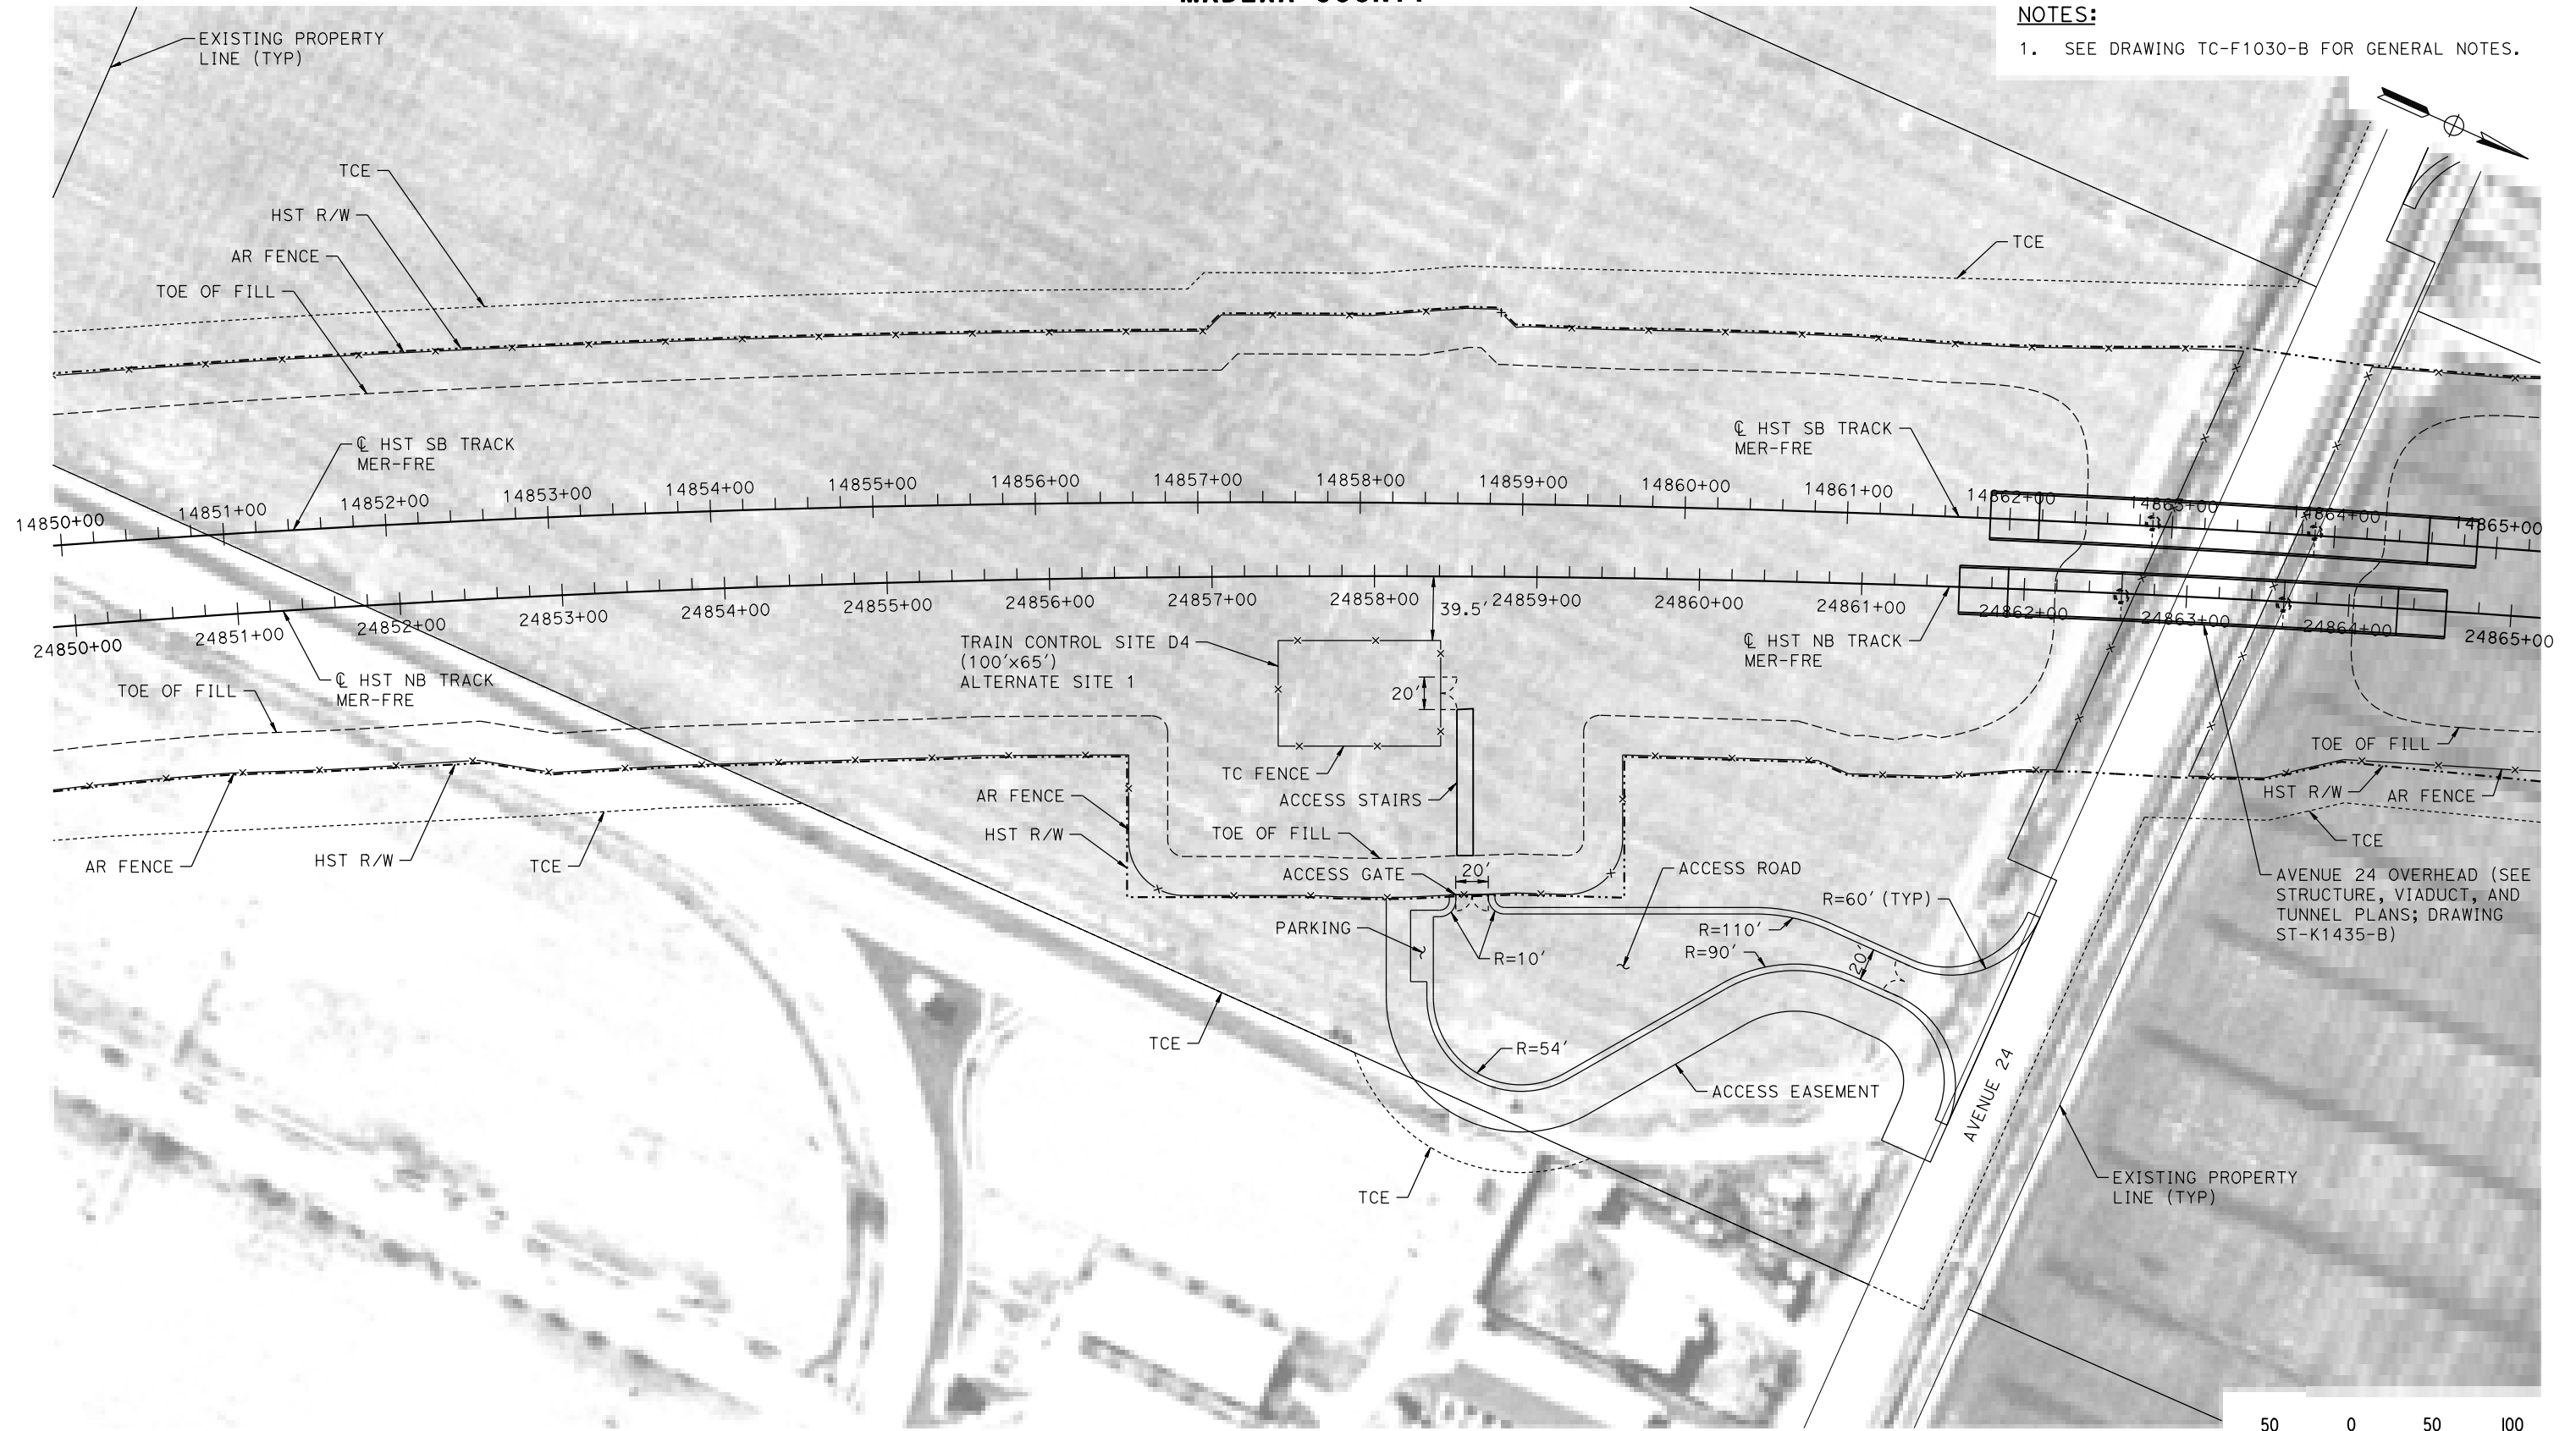 NOTES:
1. SEE DRAWING TC-F1030-B FOR GENERAL NOTES.
EXISTING PROPERTY
LINE (TYP)
TCE
HST R/W
AR FENCE
TOE OF FILL
TCE
℄ HST SB TRACK
MER-FRE
℄ HST SB TRACK
MER-FRE
14850+00
14851+00
14852+00
14853+00
14854+00
14855+00
14856+00
14857+00
14858+00
14859+00
14860+00
14861+00
14862+00
14863+00
14864+00
14865+00
24850+00
24851+00
24852+00
24853+00
24854+00
24855+00
24856+00
24857+00
24858+00
39.5'
24859+00
24860+00
24861+00
24862+00
24863+00
24864+00
24865+00
℄ HST NB TRACK
MER-FRE
TRAIN CONTROL SITE D4
(100'x65')
ALTERNATE SITE 1
℄ HST NB TRACK
MER-FRE
TOE OF FILL
20'
TC FENCE
ACCESS STAIRS
AR FENCE
HST R/W
TOE OF FILL
ACCESS GATE
20'
ACCESS ROAD
TOE OF FILL
HST R/W
AR FENCE
TCE
AR FENCE
HST R/W
TCE
AVENUE 24 OVERHEAD (SEE
STRUCTURE, VIADUCT, AND
TUNNEL PLANS; DRAWING
ST-K1435-B)
PARKING
R=10'
R=110'
R=90'
R=60' (TYP)
20'
TCE
R=54'
ACCESS EASEMENT
AVENUE 24
TCE
EXISTING PROPERTY
LINE (TYP)
50 0 50 100